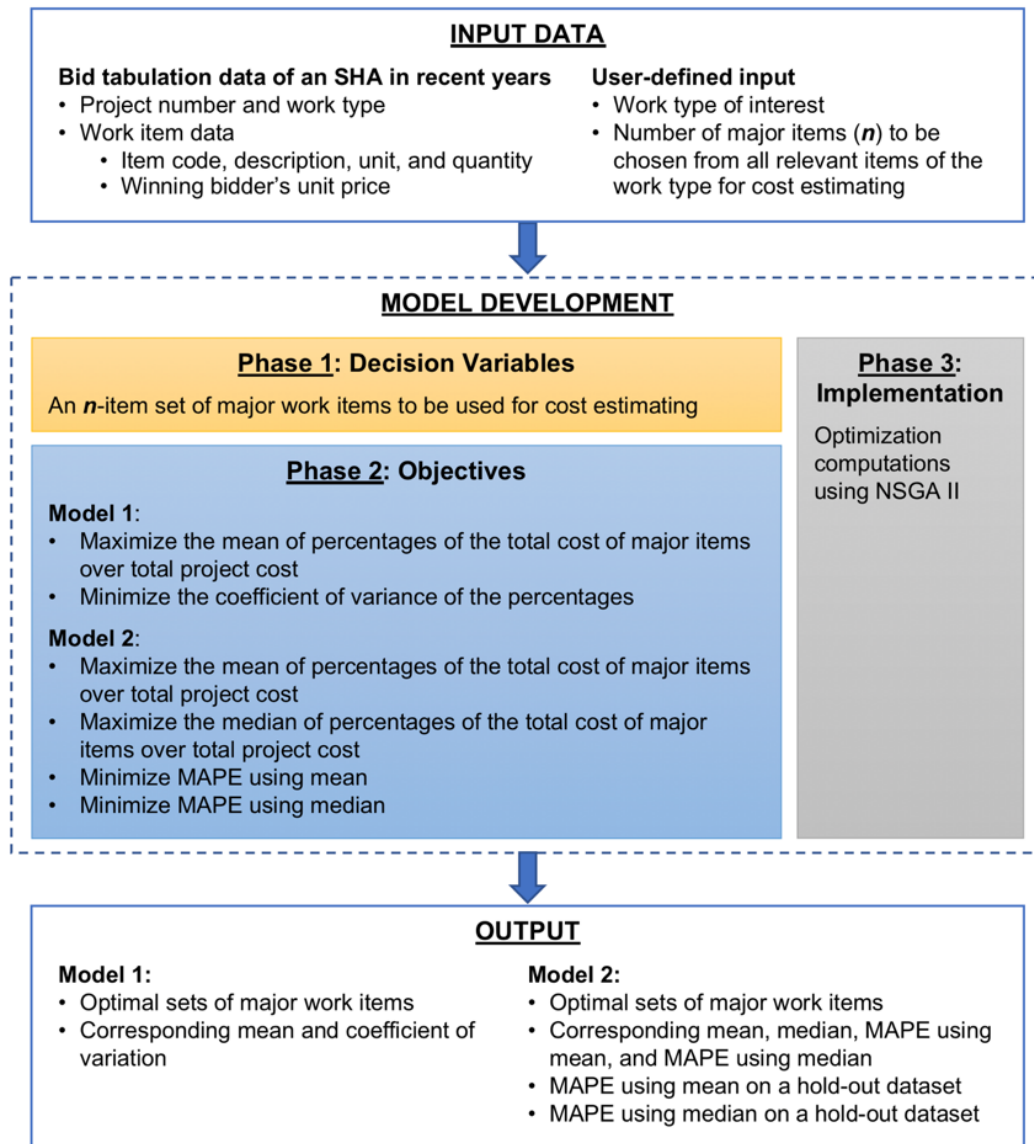 INPUT DATA
Bid tabulation data of an SHA in recent years
• Project number and work type
• Work item data
• Item code, description, unit, and quantity
• Winning bidder's unit price
User-defined input
• Work type of interest
• Number of major items (n) to be
chosen from all relevant items of the
work type for cost estimating
MODEL DEVELOPMENT
Phase 1: Decision Variables
An n-item set of major work items to be used for cost estimating
Phase 2: Objectives
Model 1:
• Maximize the mean of percentages of the total cost of major items
over total project cost
• Minimize the coefficient of variance of the percentages
Model 2:
• Maximize the mean of percentages of the total cost of major items
over total project cost
• Maximize the median of percentages of the total cost of major
items over total project cost
• Minimize MAPE using mean
• Minimize MAPE using median
Phase 3:
Implementation
Optimization
computations
using NSGA II
OUTPUT
Model 1:
• Optimal sets of major work items
• Corresponding mean and coefficient of
variation
Model 2:
• Optimal sets of major work items
• Corresponding mean, median, MAPE using
mean, and MAPE using median
• MAPE using mean on a hold-out dataset
• MAPE using median on a hold-out dataset